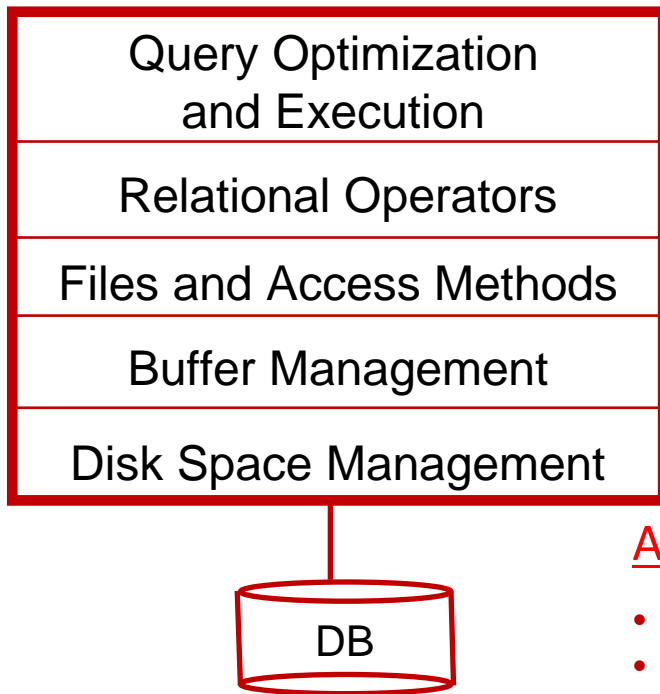 Query Optimization
and Execution
Relational Operators
Files and Access Methods
Buffer Management
Disk Space Management
A
•
•
DB